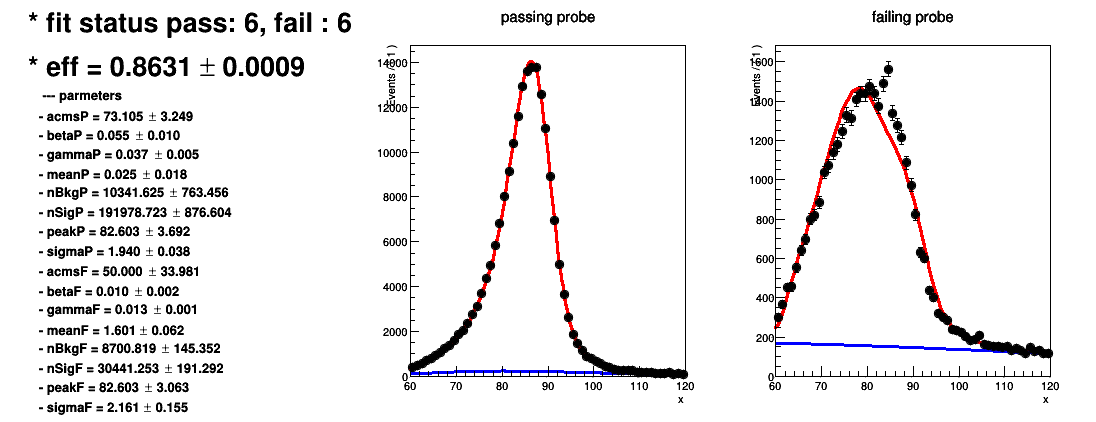 * fit status pass: 6, fail : 6
* eff = 0.8631 ± 0.0009
--- parmeters
- acmsP = 73.105 ± 3.249
- betaP = 0.055 ± 0.010
- gammaP = 0.037 ± 0.005
- meanP = 0.025 ± 0.018
- nBkgP = 10341.625 ± 763.456
- nSigP = 191978.723 ± 876.604
- peakP = 82.603 ± 3.692
- sigmaP = 1.940 ± 0.038
- acmsF = 50.000 ± 33.981
- betaF = 0.010 ± 0.002
- gammaF = 0.013 ± 0.001
- meanF = 1.601 ± 0.062
- nBkgF = 8700.819 ± 145.352
- nSigF = 30441.253 ± 191.292
- peakF = 82.603 ± 3.063
- sigmaF = 2.161 ± 0.155
passing probe
Events / ( 1 )
14000
12000
10000
8000
6000
4000
2000
0
60 70 80 90 100 110 120
x
failing probe
Events / ( 1 )
1600
1400
1200
1000
800
600
400
200
0
60 70 80 90 100 110 120
x